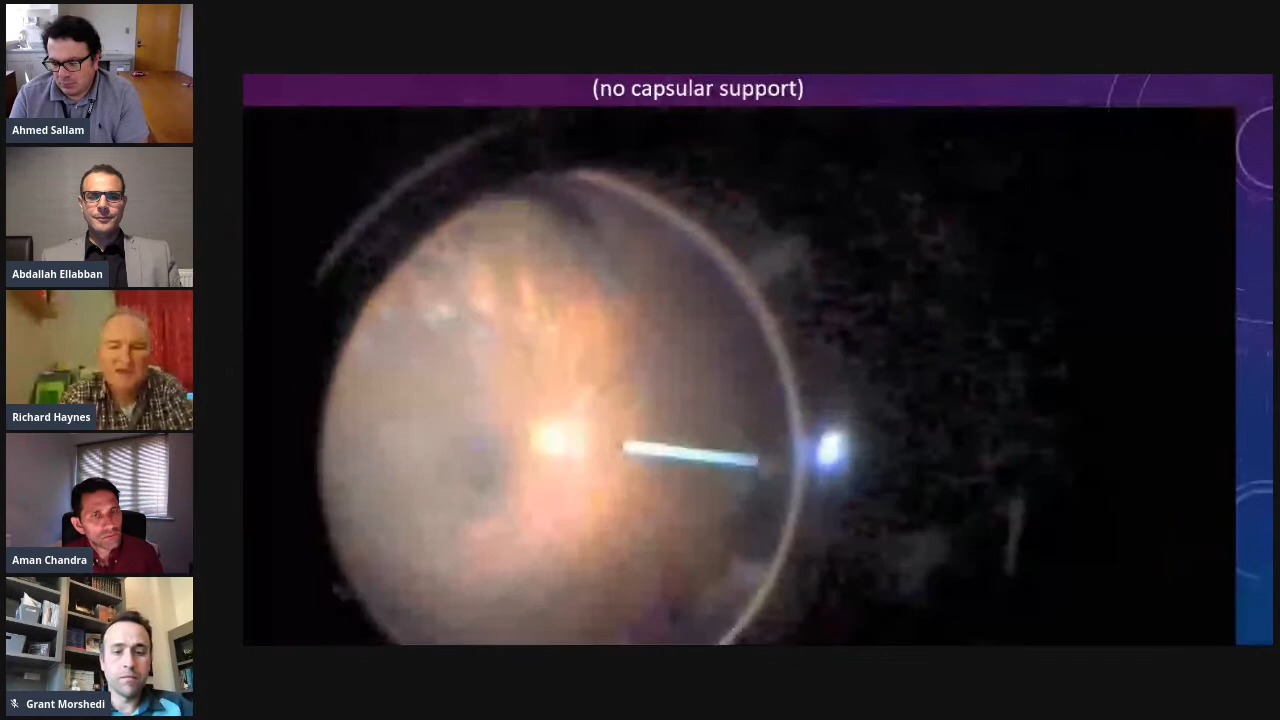 Ahmed Sallam
Abdallah Ellabban
Richard Haynes
Aman Chandra
Grant Morshedi
(no capsular support)